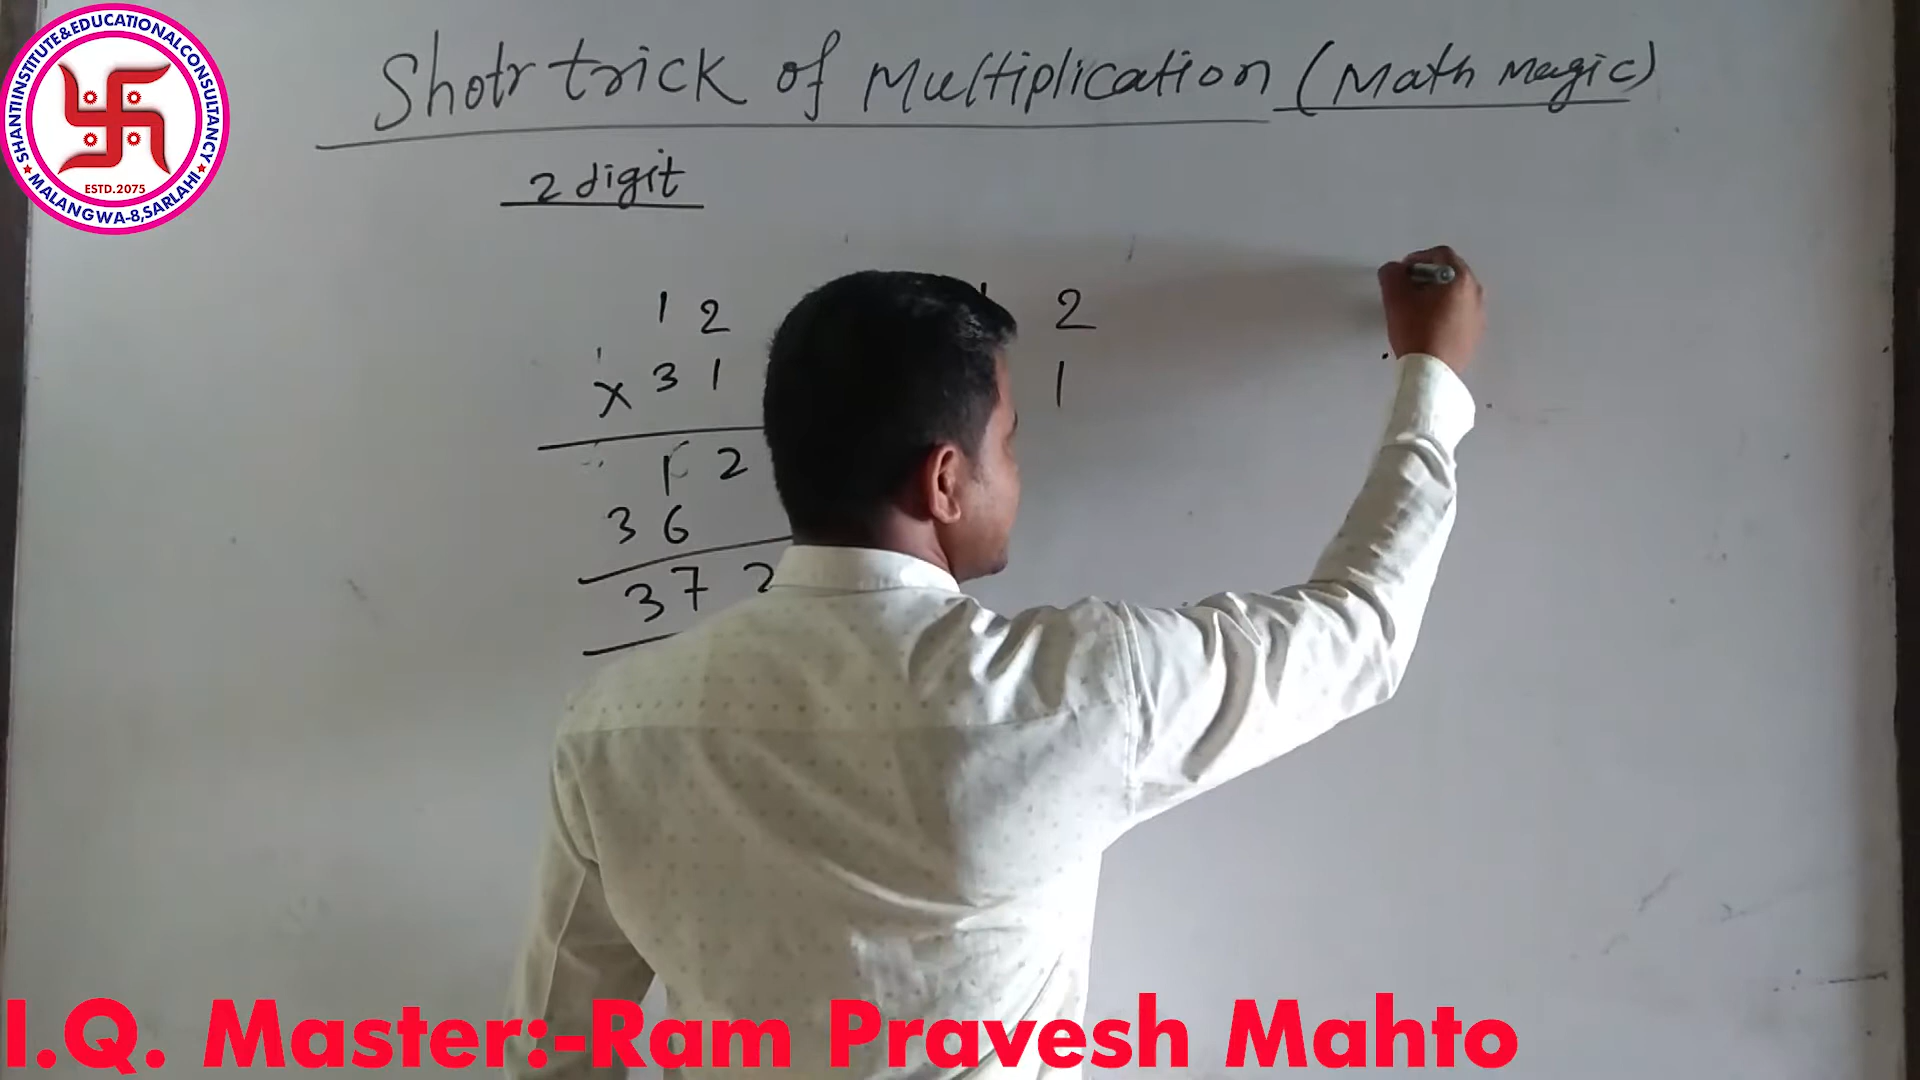 SHANTI INSTITUTE & EDUCATIONAL CONSULTANCY
MALANGWA-8, SARLAHI
ESTD.2075
Shotr trick of Multiplication (Math Magic)
2 digit
1 2 2
x 3 1 1
1 2
3 6
3 7 2
I.Q. Master:-Ram Pravesh Mahto